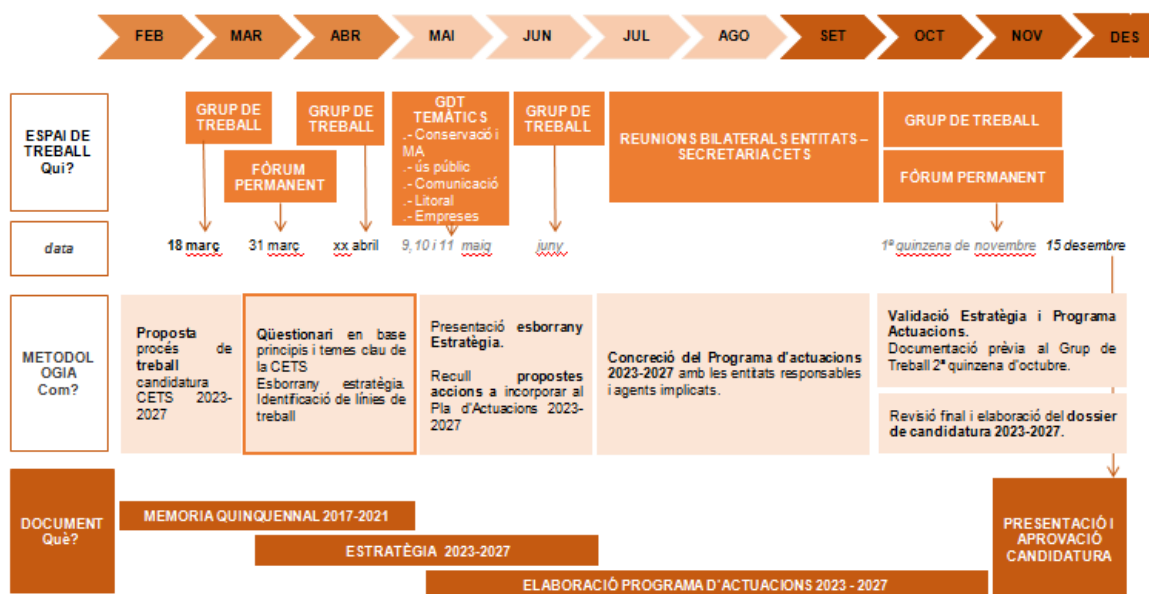 FEB
MAR
ABR
MAI
JUN
JUL
AGO
SET
OCT
NOV
DES
ESPAI DE
TREBALL
Qui?
GRUP DE
TREBALL
FÒRUM
PERMANENT
GRUP DE
TREBALL
GDT
TEMÀTICS
.- Conservació i
MA
.- ús públic
.- Comunicació
.- Litoral
.- Empreses
GRUP DE
TREBALL
REUNIONS BILATERALS ENTITATS –
SECRETARIA CETS
GRUP DE TREBALL
FÒRUM PERMANENT
data
18 març
31 març
xx abril
9, 10 i 11 maig
juny
1ª quinzena de novembre
15 desembre
METODOL
OGIA
Com?
Proposta
procés de
treball
candidatura
CETS 2023-
2027
Qüestionari en base
principis i temes clau de
la CETS
Esborrany estratègia.
Identificació de línies de
treball
Presentació esborrany
Estratègia.
Recull propostes
accions a incorporar al
Pla d'Actuacions 2023-
2027
Concreció del Programa d'actuacions
2023-2027 amb les entitats responsables
i agents implicats.
Validació Estratègia i Programa
Actuacions.
Documentació prèvia al Grup de
Treball 2ª quinzena d'octubre.
Revisió final i elaboració del dossier
de candidatura 2023-2027.
DOCUMENT
Què?
MEMORIA QUINQUENNAL 2017-2021
ESTRATÈGIA 2023-2027
ELABORACIÓ PROGRAMA D'ACTUACIONS 2023 - 2027
PRESENTACIÓ I
APROVACIÓ
CANDIDATURA